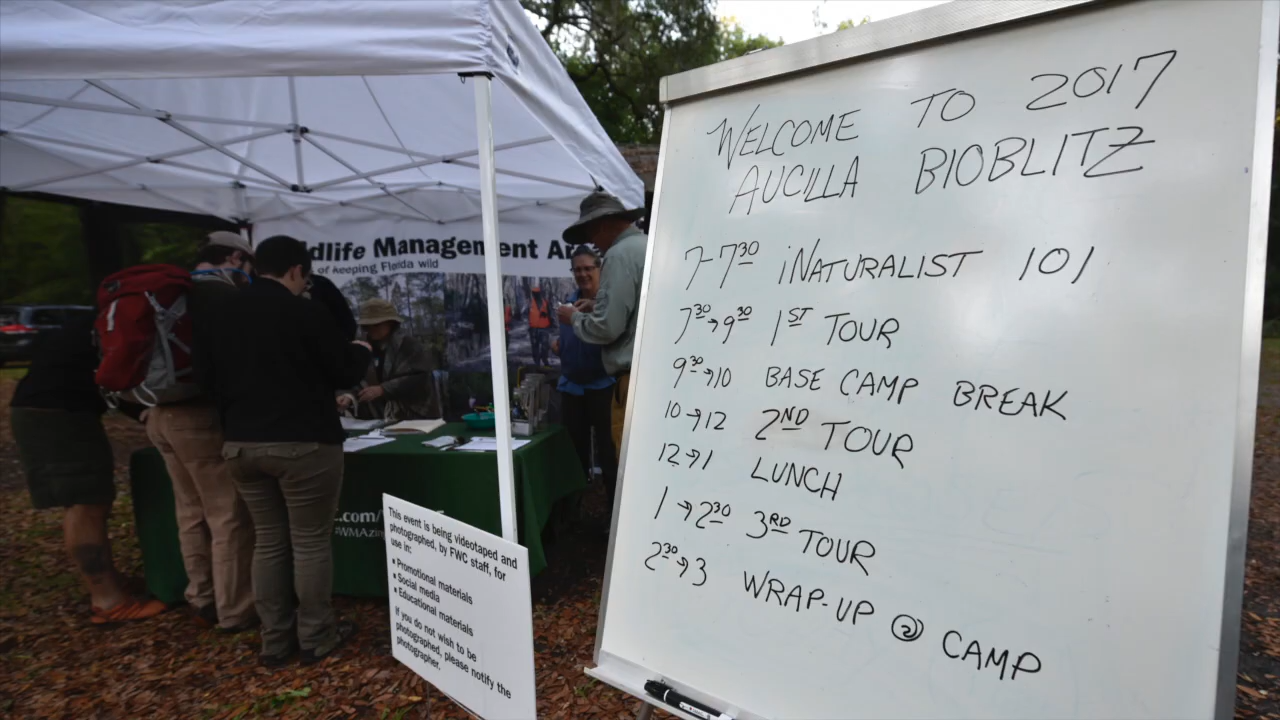 WELCOME TO 2017
AUCILLA BIOBLITZ
7-7³⁰ iNATURALIST 101
7³⁰→9³⁰ 1ST TOUR
9³⁰→10 BASE CAMP BREAK
10→12 2ND TOUR
12→1 LUNCH
1→2³⁰ 3RD TOUR
2³⁰→3 WRAP-UP @ CAMP
dlife Management Ar
of keeping Florida wild
.com/
#WMAzin
This event is being videotaped and
photographed, by FWC staff, for
use in:
• Promotional materials
• Social media
• Educational materials
If you do not wish to be
photographed, please notify the
photographer.